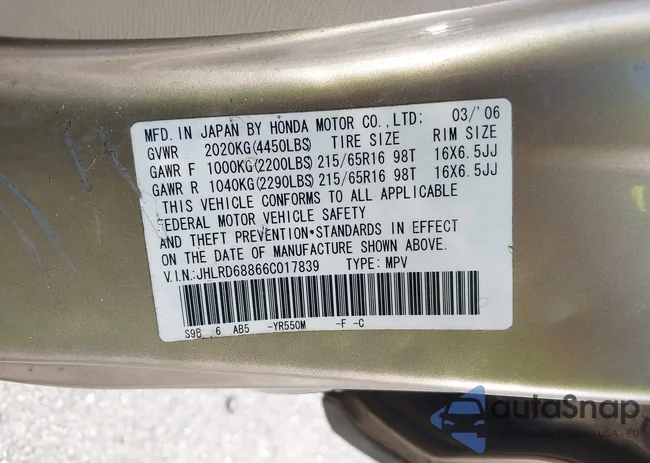 MFD. IN JAPAN BY HONDA MOTOR CO.,LTD: 03/'06
GVWR 2020KG(4450LBS) TIRE SIZE RIM SIZE
GAWR F 1000KG(2200LBS) 215/65R16 98T 16X6.5JJ
GAWR R 1040KG(2290LBS) 215/65R16 98T 16X6.5JJ
THIS VEHICLE CONFORMS TO ALL APPLICABLE
FEDERAL MOTOR VEHICLE SAFETY
AND THEFT PREVENTION•STANDARDS IN EFFECT
ON THE DATE OF MANUFACTURE SHOWN ABOVE.
V.I.N:JHLRD68866C017839 TYPE: MPV
S9B 6 AB5 -YR550M -F -C
autoSnap
USA - EU